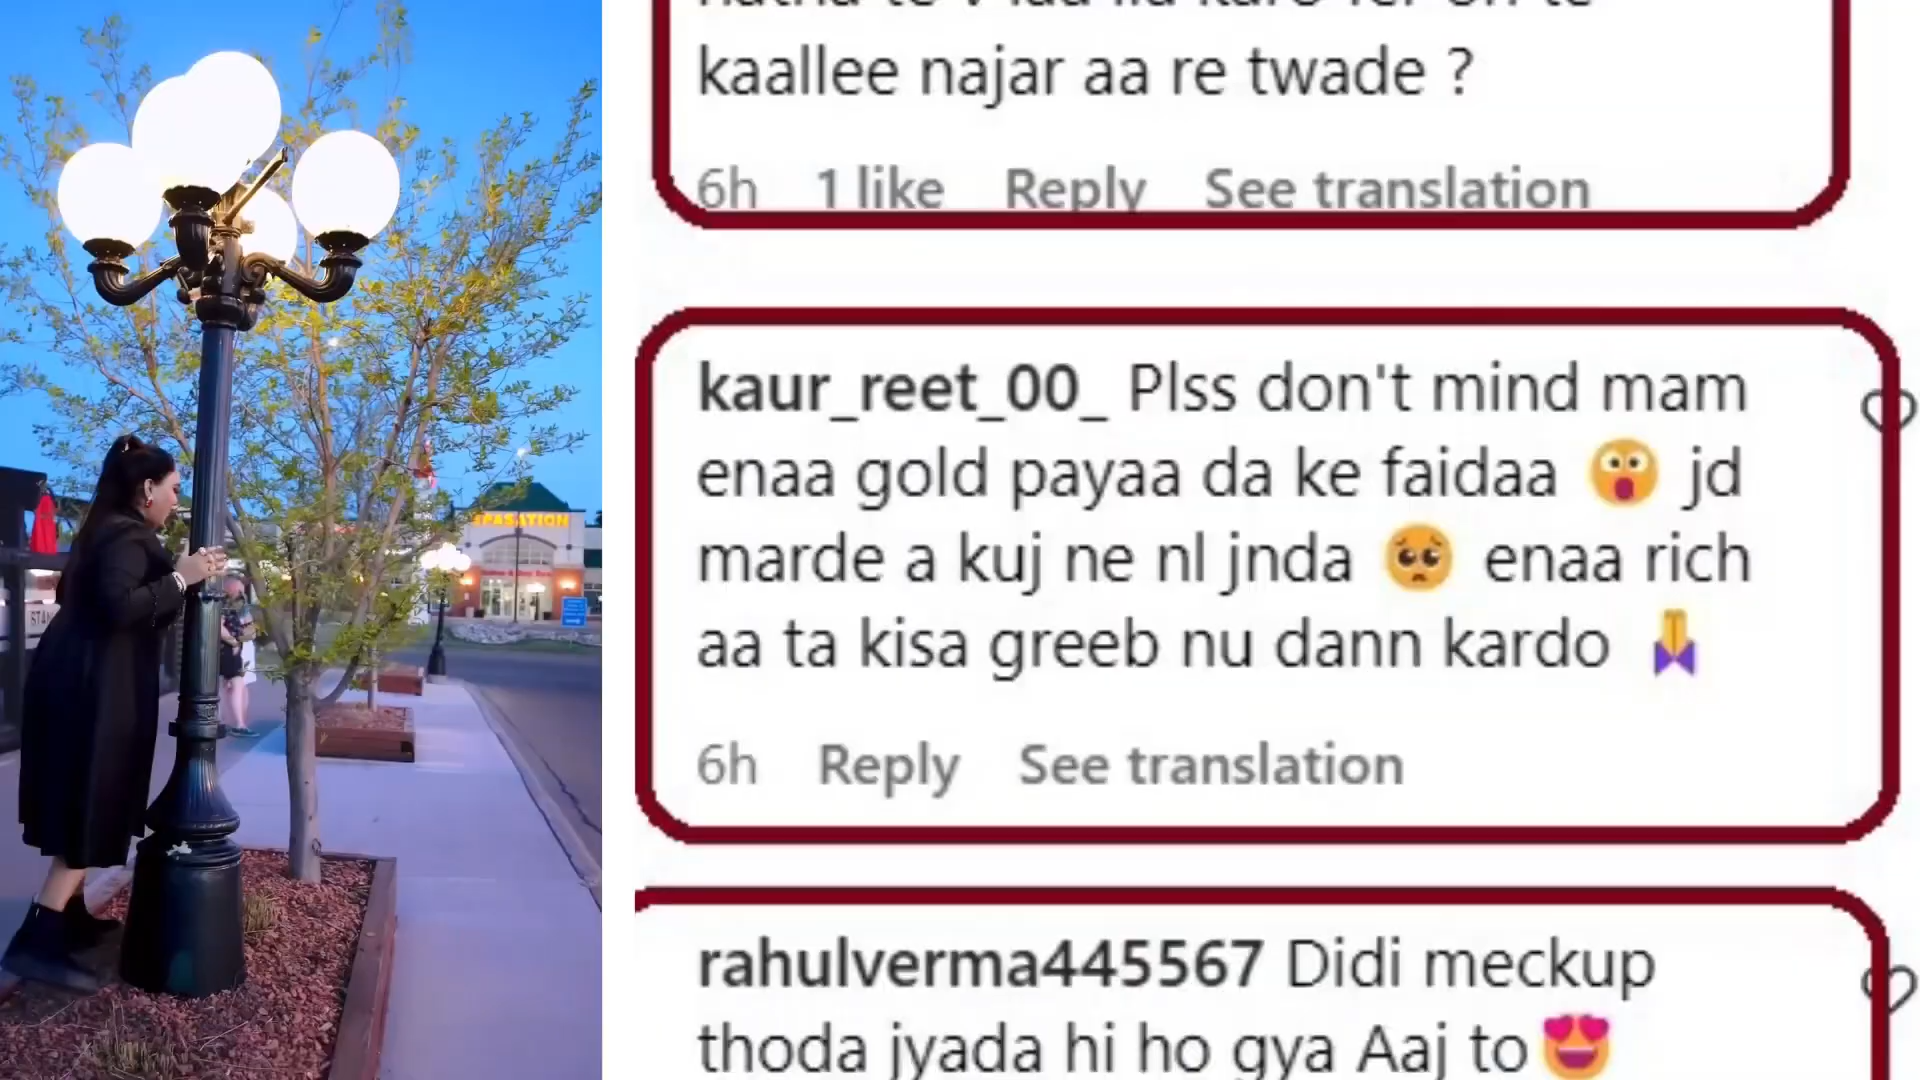 SPASATION
kaallee najar aa re twade ?
6h 1 like Reply See translation
kaur_reet_00_ Plss don't mind mam
enaa gold payaa da ke faidaa 😲 jd
marde a kuj ne nl jnda 🥺 enaa rich
aa ta kisa greeb nu dann kardo 🙏
6h Reply See translation
rahulverma445567 Didi meckup
thoda jyada hi ho gya Aaj to 😍